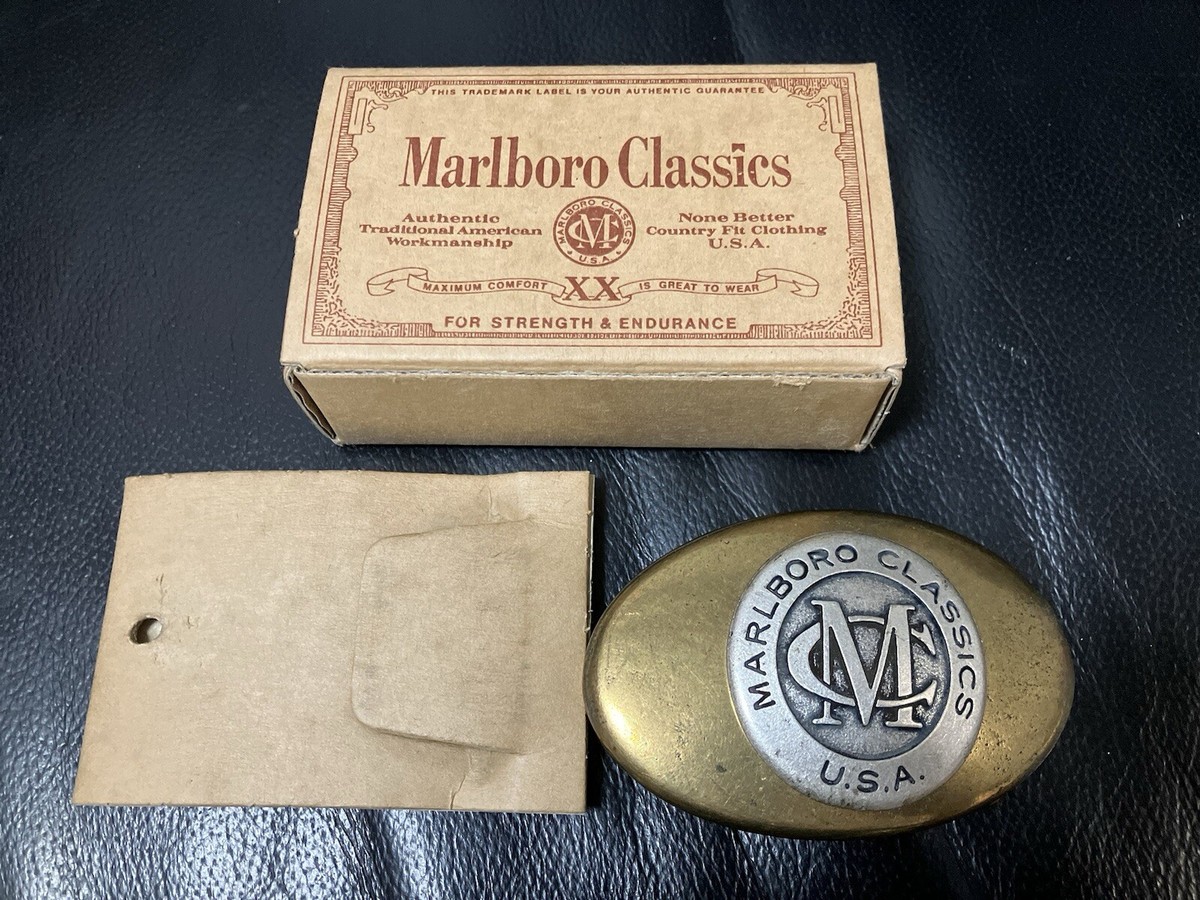 THIS TRADEMARK LABEL IS YOUR AUTHENTIC GUARANTEE
Marlboro Classics
Authentic
Traditional American
Workmanship
MARLBORO CLASSICS
MC
U.S.A.
None Better
Country Fit Clothing
U.S.A.
MAXIMUM COMFORT XX IS GREAT TO WEAR
FOR STRENGTH & ENDURANCE
MARLBORO CLASSICS
MC
U.S.A.